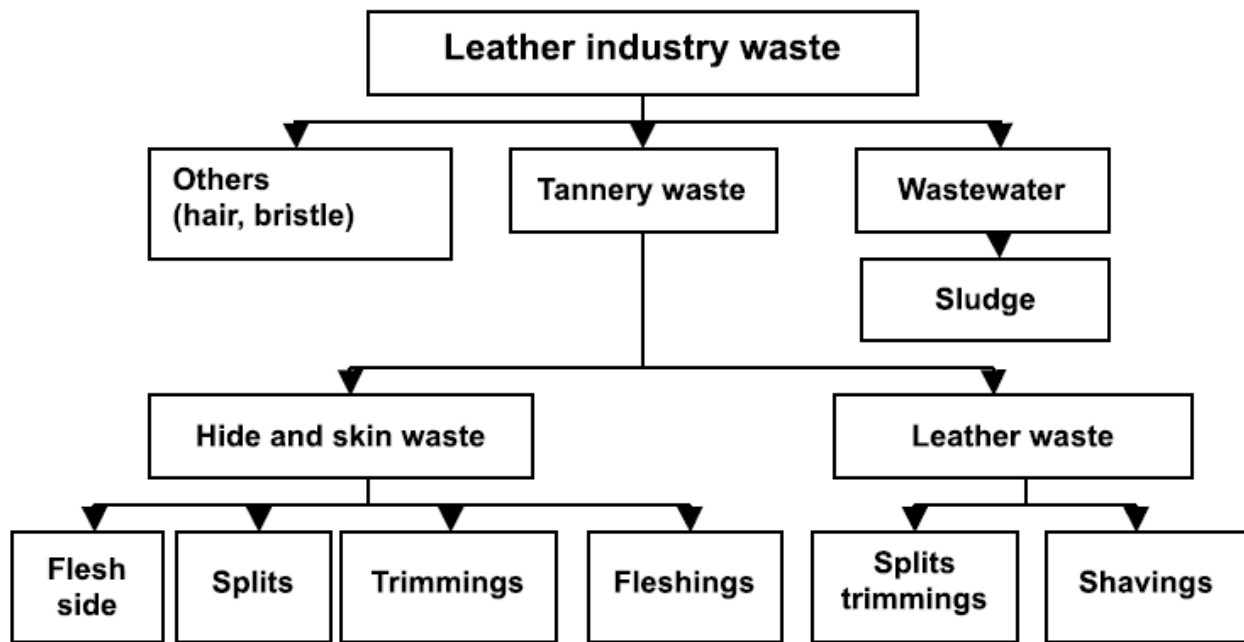 Leather industry waste
Others
(hair, bristle)
Tannery waste
Wastewater
Sludge
Hide and skin waste
Leather waste
Flesh
side
Splits
Trimmings
Fleshings
Splits
trimmings
Shavings